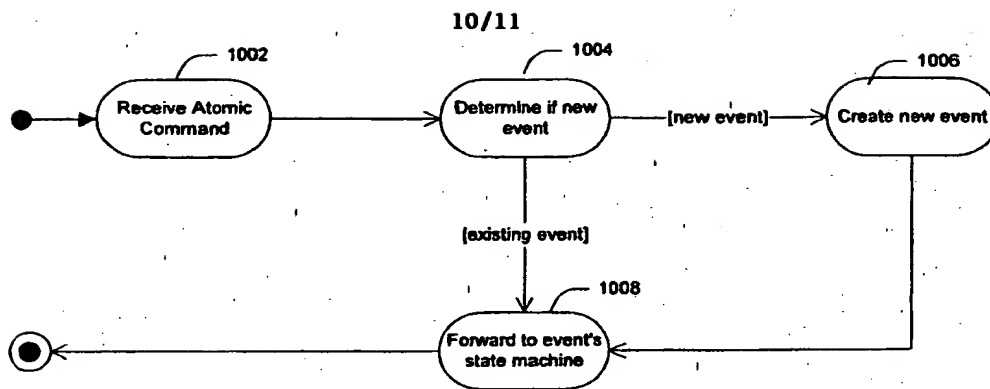 10/11
1002
1004
1006
Receive Atomic
Command
Determine if new
event
[new event]
Create new event
[existing event]
1008
Forward to event's
state machine